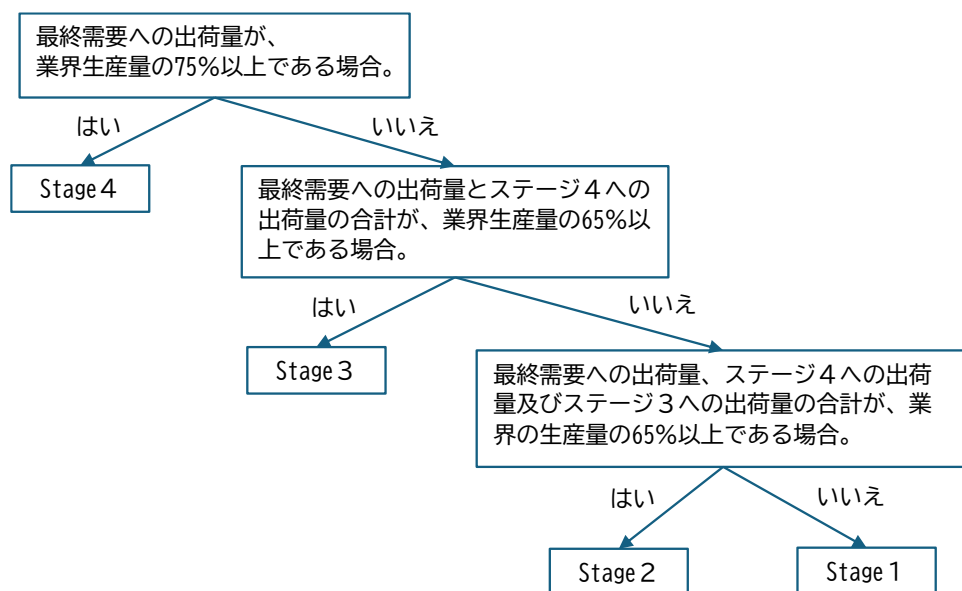 最終需要への出荷量が、
業界生産量の75%以上である場合。
はい
いいえ
Stage４
最終需要への出荷量とステージ４への
出荷量の合計が、業界生産量の65%以
上である場合。
はい
いいえ
Stage３
最終需要への出荷量、ステージ４への出荷
量及びステージ３への出荷量の合計が、業
界の生産量の65%以上である場合。
はい
いいえ
Stage２
Stage１